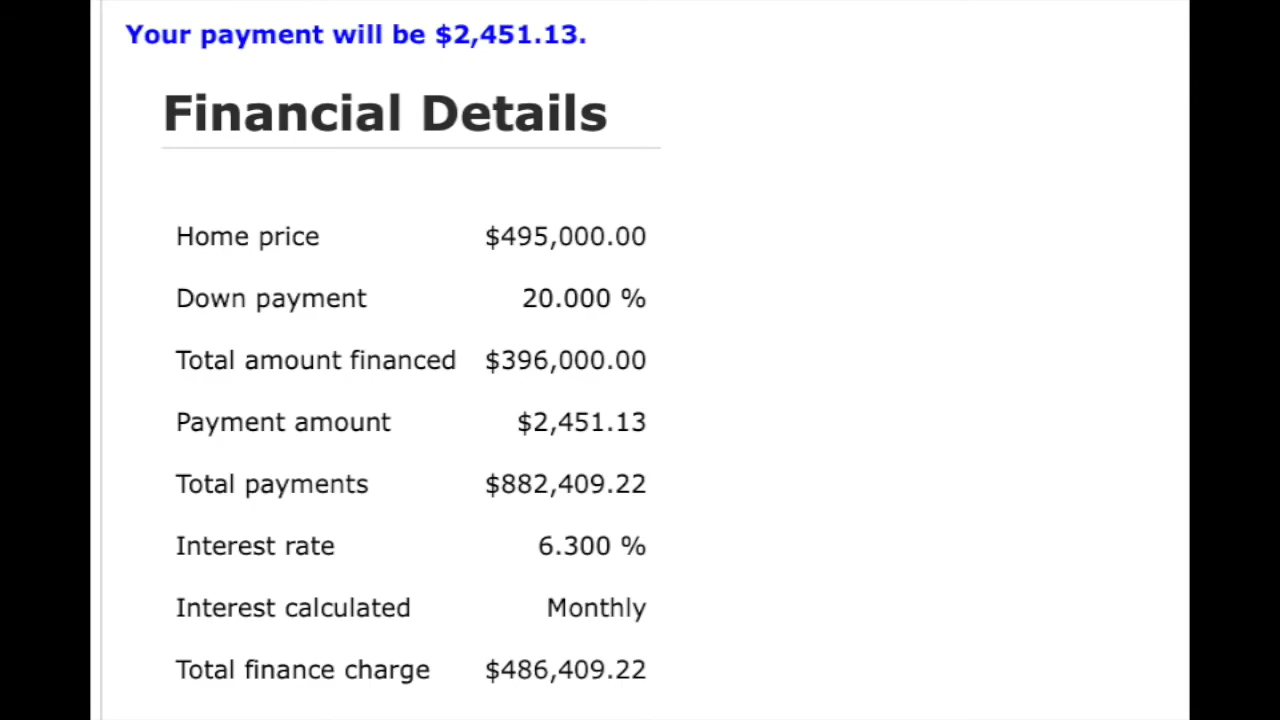 Your payment will be $2,451.13.
Financial Details
Home price $495,000.00
Down payment 20.000 %
Total amount financed $396,000.00
Payment amount $2,451.13
Total payments $882,409.22
Interest rate 6.300 %
Interest calculated Monthly
Total finance charge $486,409.22